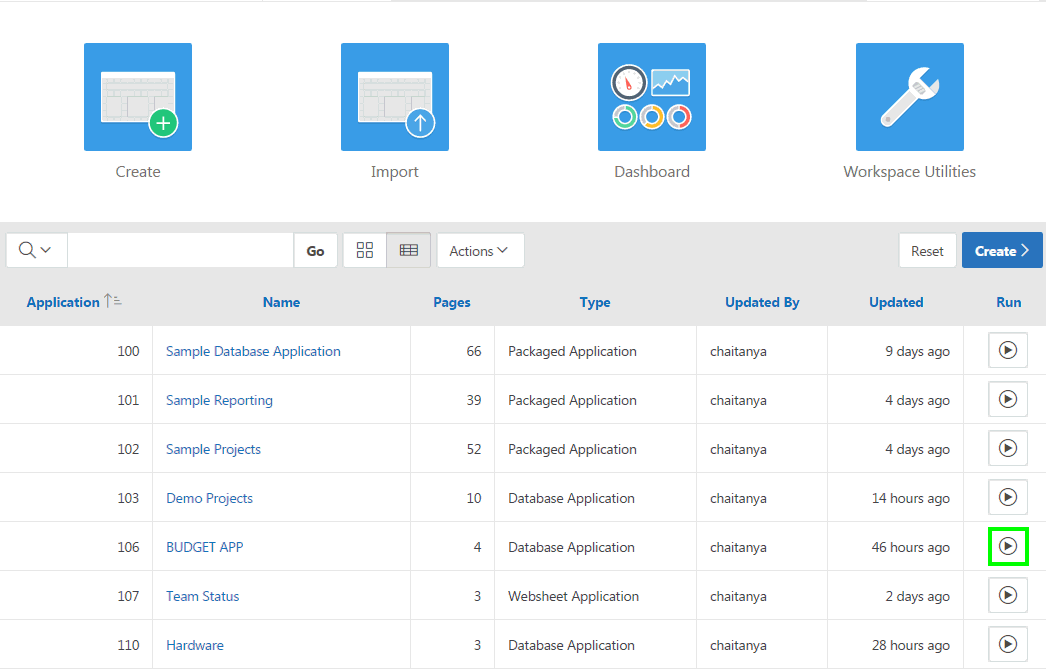 Create Import Dashboard Workspace Utilities
Go Actions Reset Create
Application Name Pages Type Updated By Updated Run
100 Sample Database Application 66 Packaged Application chaitanya 9 days ago
101 Sample Reporting 39 Packaged Application chaitanya 4 days ago
102 Sample Projects 52 Packaged Application chaitanya 4 days ago
103 Demo Projects 10 Database Application chaitanya 14 hours ago
106 BUDGET APP 4 Database Application chaitanya 46 hours ago
107 Team Status 3 Websheet Application chaitanya 2 days ago
110 Hardware 3 Database Application chaitanya 28 hours ago